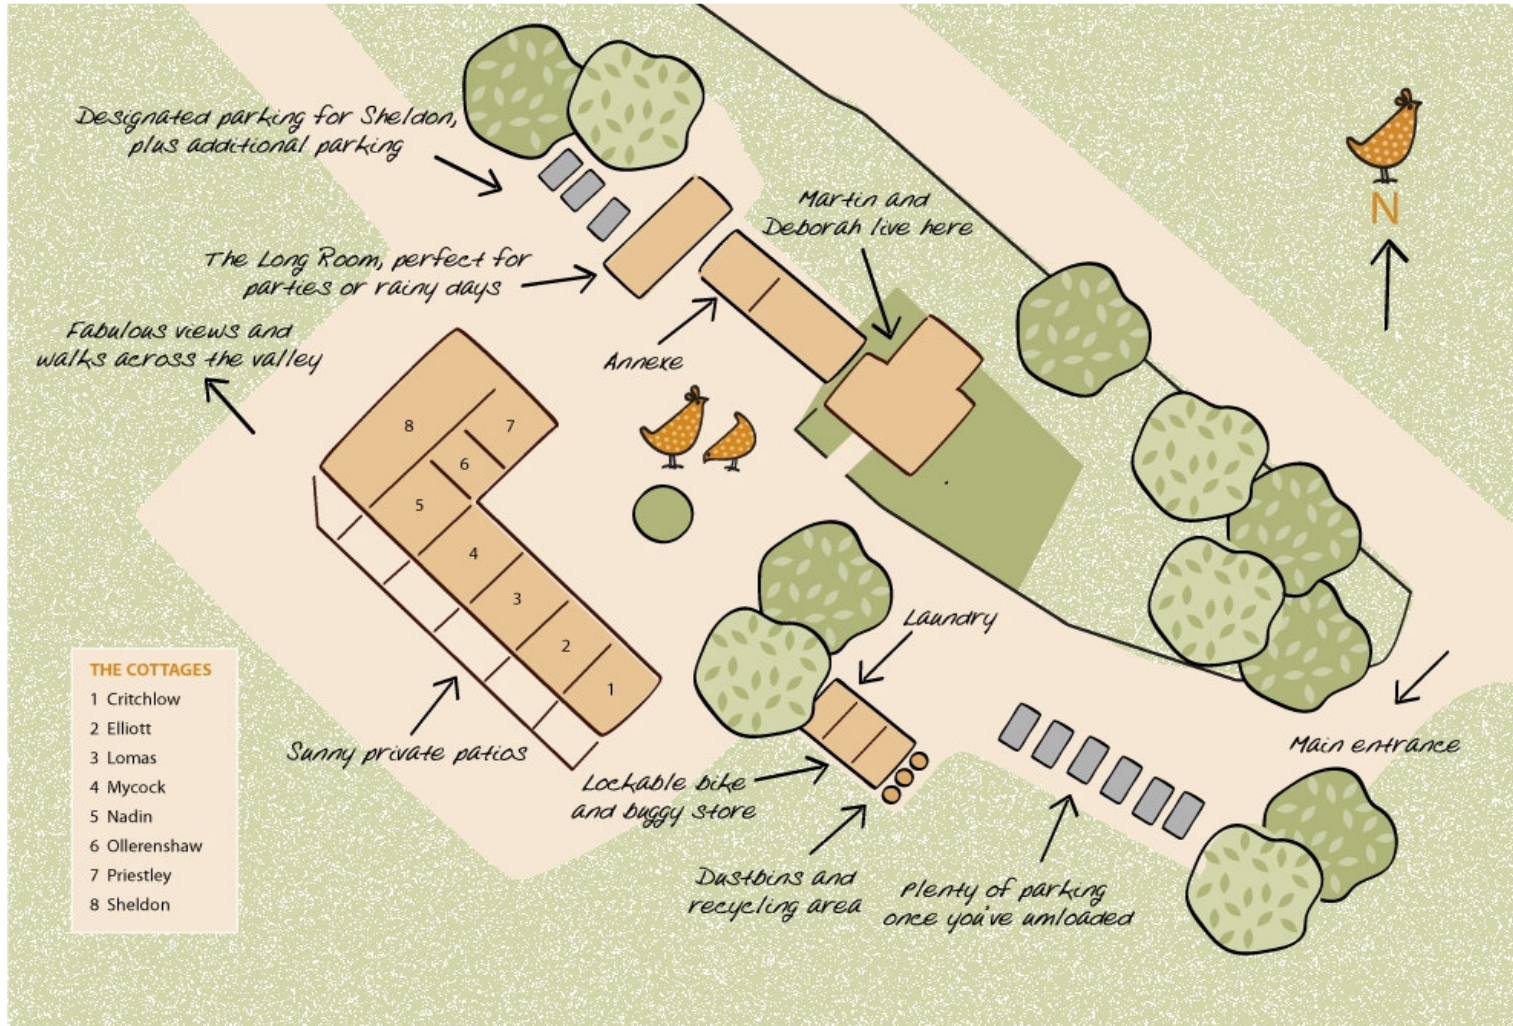 Designated parking for Sheldon,
plus additional parking
Martin and
Deborah live here
N
The Long Room, perfect for
parties or rainy days
Fabulous views and
walks across the valley
Annexe
8
7
6
5
4
3
2
1
Laundry
THE COTTAGES
1 Critchlow
2 Elliott
3 Lomas
4 Mycock
5 Nadin
6 Ollerenshaw
7 Priestley
8 Sheldon
Sunny private patios
Main entrance
Lockable bike
and buggy store
Dustbins and
recycling area
Plenty of parking
once you've umloaded